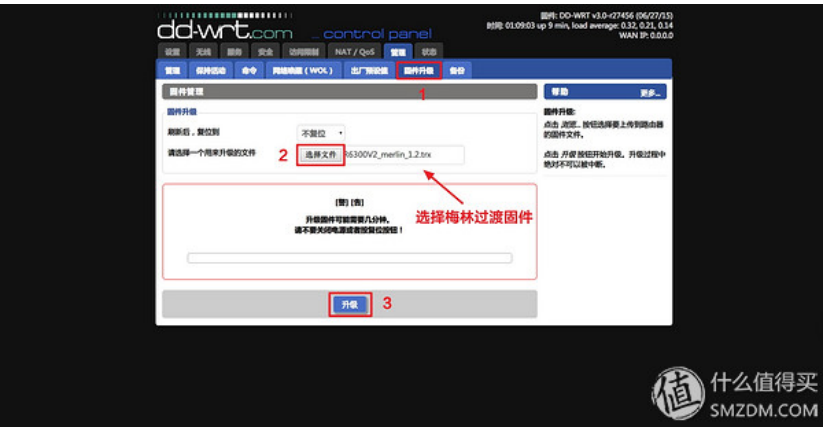 dd-wrt.com ... control panel
固件: DD-WRT v3.0-r27456 (06/27/15)
时间: 01:09:03 up 9 min, load average: 0.32, 0.21, 0.14
WAN IP: 0.0.0.0
设置 无线 服务 安全 访问限制 NAT / QoS 管理 状态
管理 保持活动 命令 网络唤醒 ( WOL ) 出厂预设值 固件升级 备份
1
固件管理
固件升级
刷新后，复位到 不复位
请选择一个用来升级的文件 2 选择文件 R6300V2_merlin_1.2.trx
选择梅林过渡固件
[警] [告]
升级固件可能需要几分钟。
请不要关闭电源或者按复位按钮！
升级 3
帮助 更多...
固件升级:
点击 浏览... 按钮选择要上传到路由器
的固件文件。
点击 升级 按钮开始升级。升级过程中
绝对不可以被中断。
值 什么值得买
SMZDM.COM